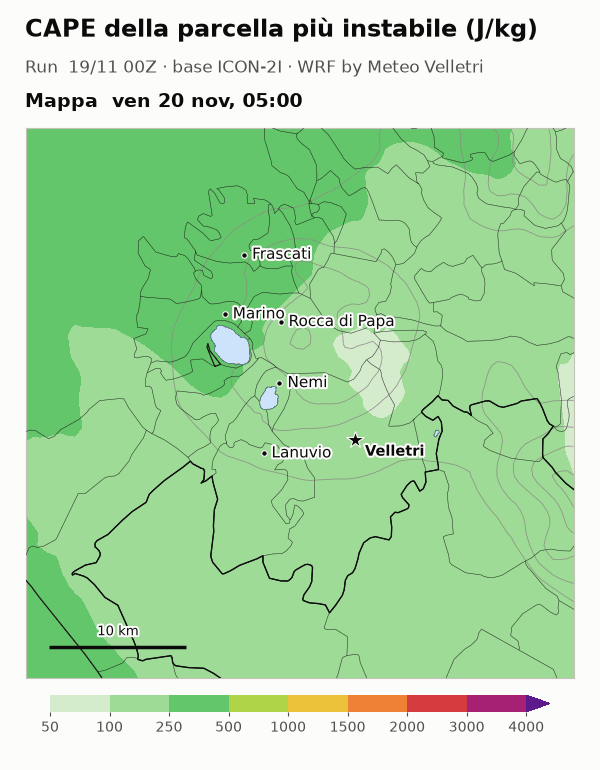 CAPE della parcella più instabile (J/kg)
Run  19/11 00Z · base ICON-2I · WRF by Meteo Velletri
Mappa  ven 20 nov, 05:00
Frascati
Marino
Rocca di Papa
Nemi
Velletri
Lanuvio
10 km
50 100 250 500 1000 1500 2000 3000 4000